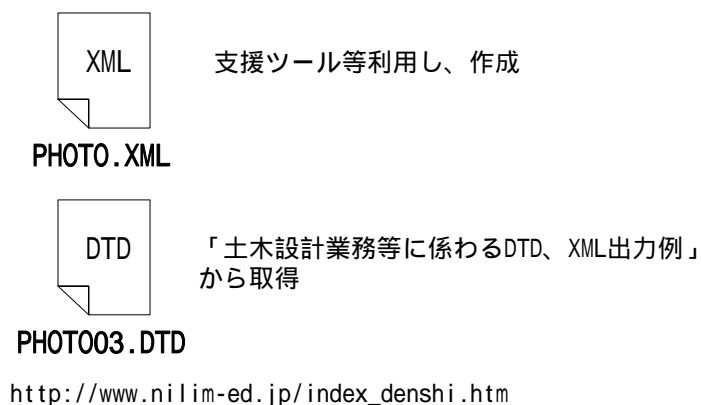 XML
支援ツール等利用し、作成
PHOTO.XML
DTD
「土木設計業務等に係わるDTD、XML出力例」
から取得
PHOTO03.DTD
http://www.nilim-ed.jp/index_denshi.htm